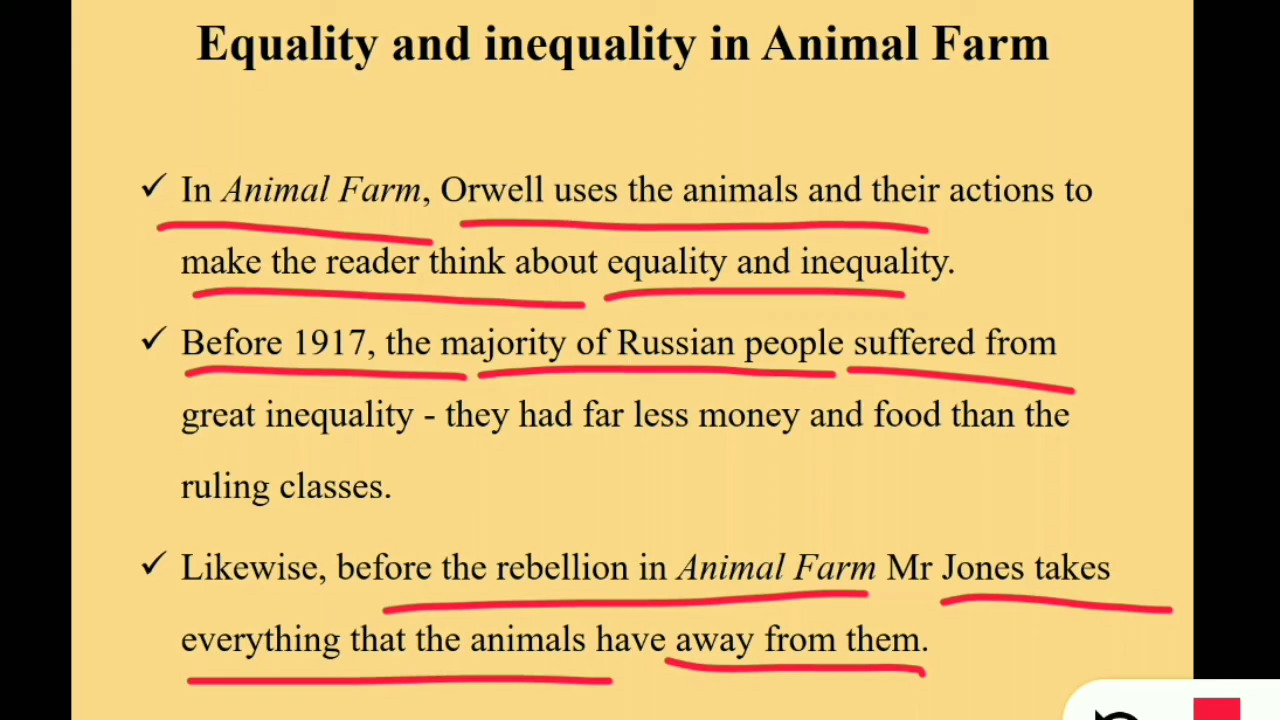 Equality and inequality in Animal Farm
✓ In Animal Farm, Orwell uses the animals and their actions to
make the reader think about equality and inequality.
✓ Before 1917, the majority of Russian people suffered from
great inequality - they had far less money and food than the
ruling classes.
✓ Likewise, before the rebellion in Animal Farm Mr Jones takes
everything that the animals have away from them.